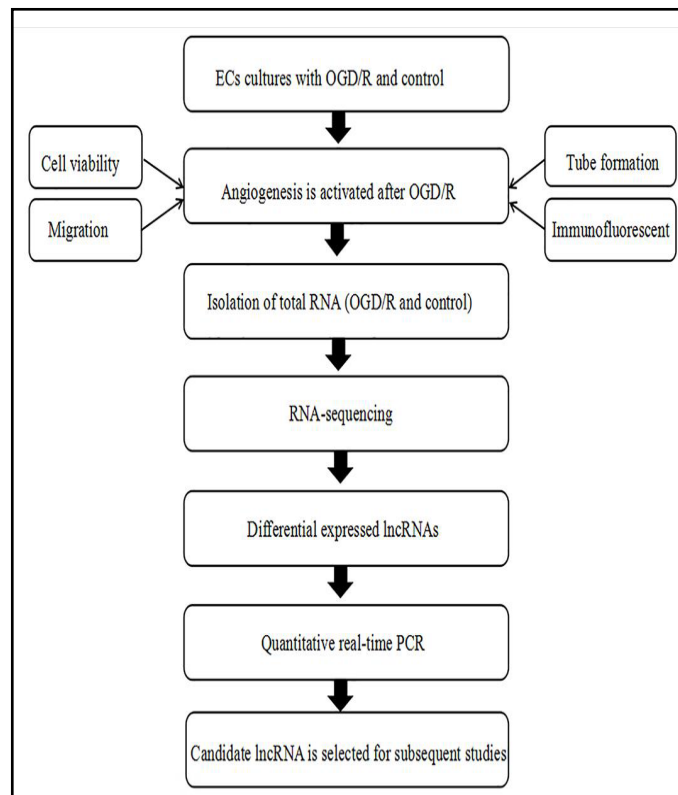 ECs cultures with OGD/R and control
Cell viability
Tube formation
Angiogenesis is activated after OGD/R
Migration
Immunofluorescent
Isolation of total RNA (OGD/R and control)
RNA-sequencing
Differential expressed lncRNAs
Quantitative real-time PCR
Candidate lncRNA is selected for subsequent studies